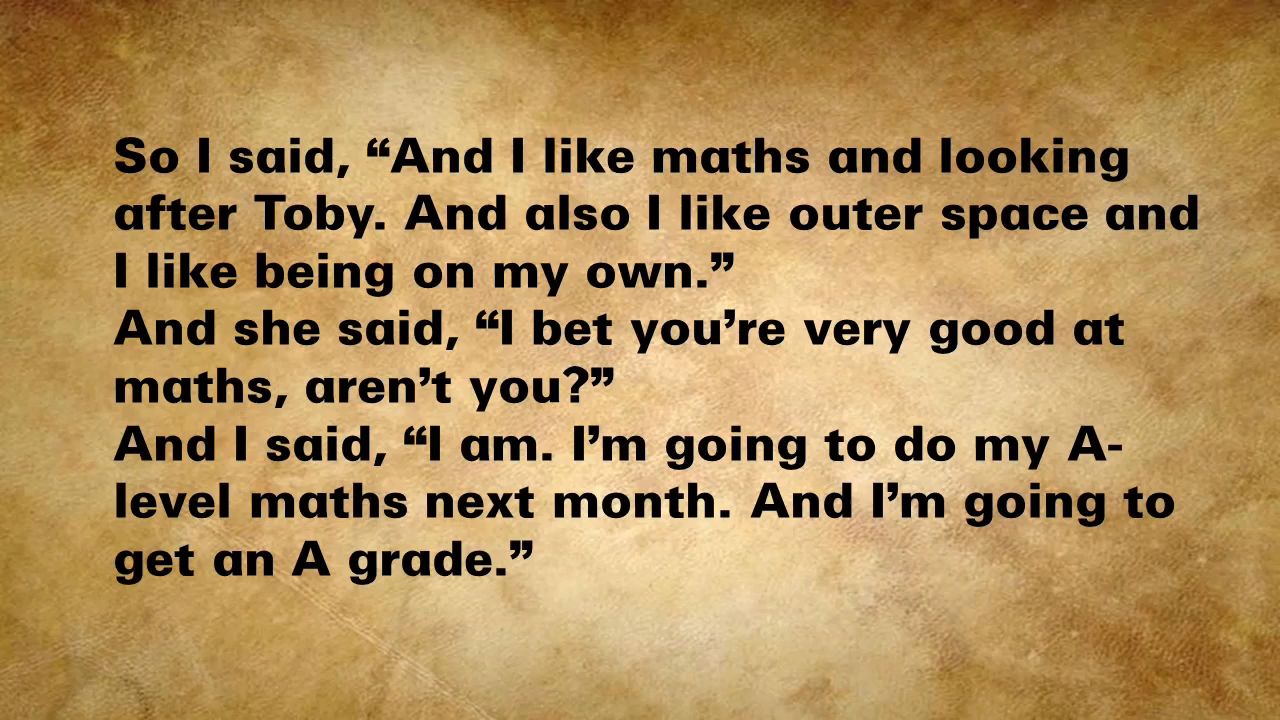 So I said, “And I like maths and looking
after Toby. And also I like outer space and
I like being on my own.”
And she said, “I bet you’re very good at
maths, aren’t you?”
And I said, “I am. I’m going to do my A-
level maths next month. And I’m going to
get an A grade.”